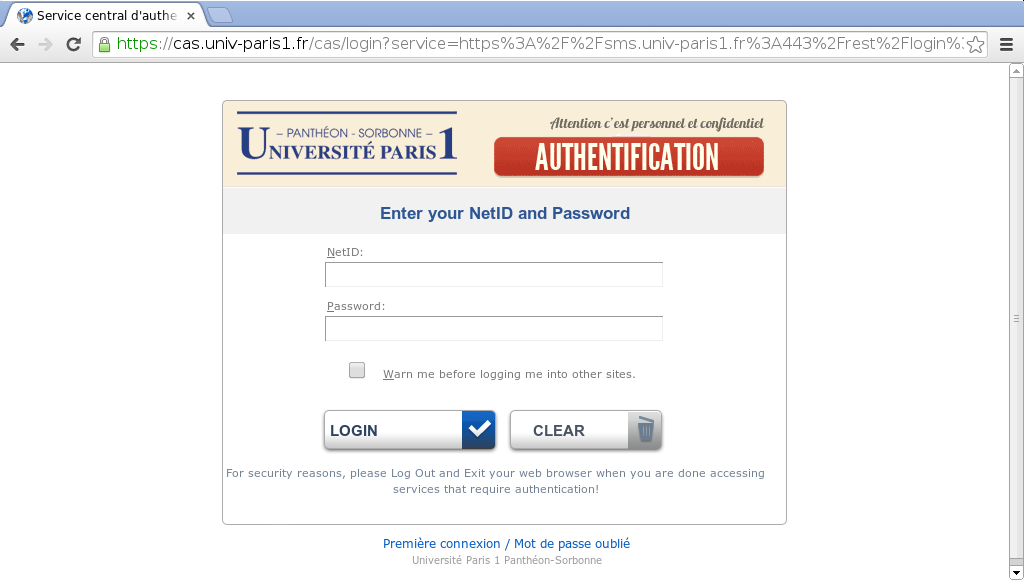 Service central d'authe
https://cas.univ-paris1.fr/cas/login?service=https%3A%2F%2Fsms.univ-paris1.fr%3A443%2Frest%2Flogin%
– PANTHÉON - SORBONNE –
UNIVERSITÉ PARIS 1
Attention c'est personnel et confidentiel
AUTHENTIFICATION
Enter your NetID and Password
NetID:
Password:
Warn me before logging me into other sites.
LOGIN
CLEAR
For security reasons, please Log Out and Exit your web browser when you are done accessing
services that require authentication!
Première connexion / Mot de passe oublié
Université Paris 1 Panthéon-Sorbonne